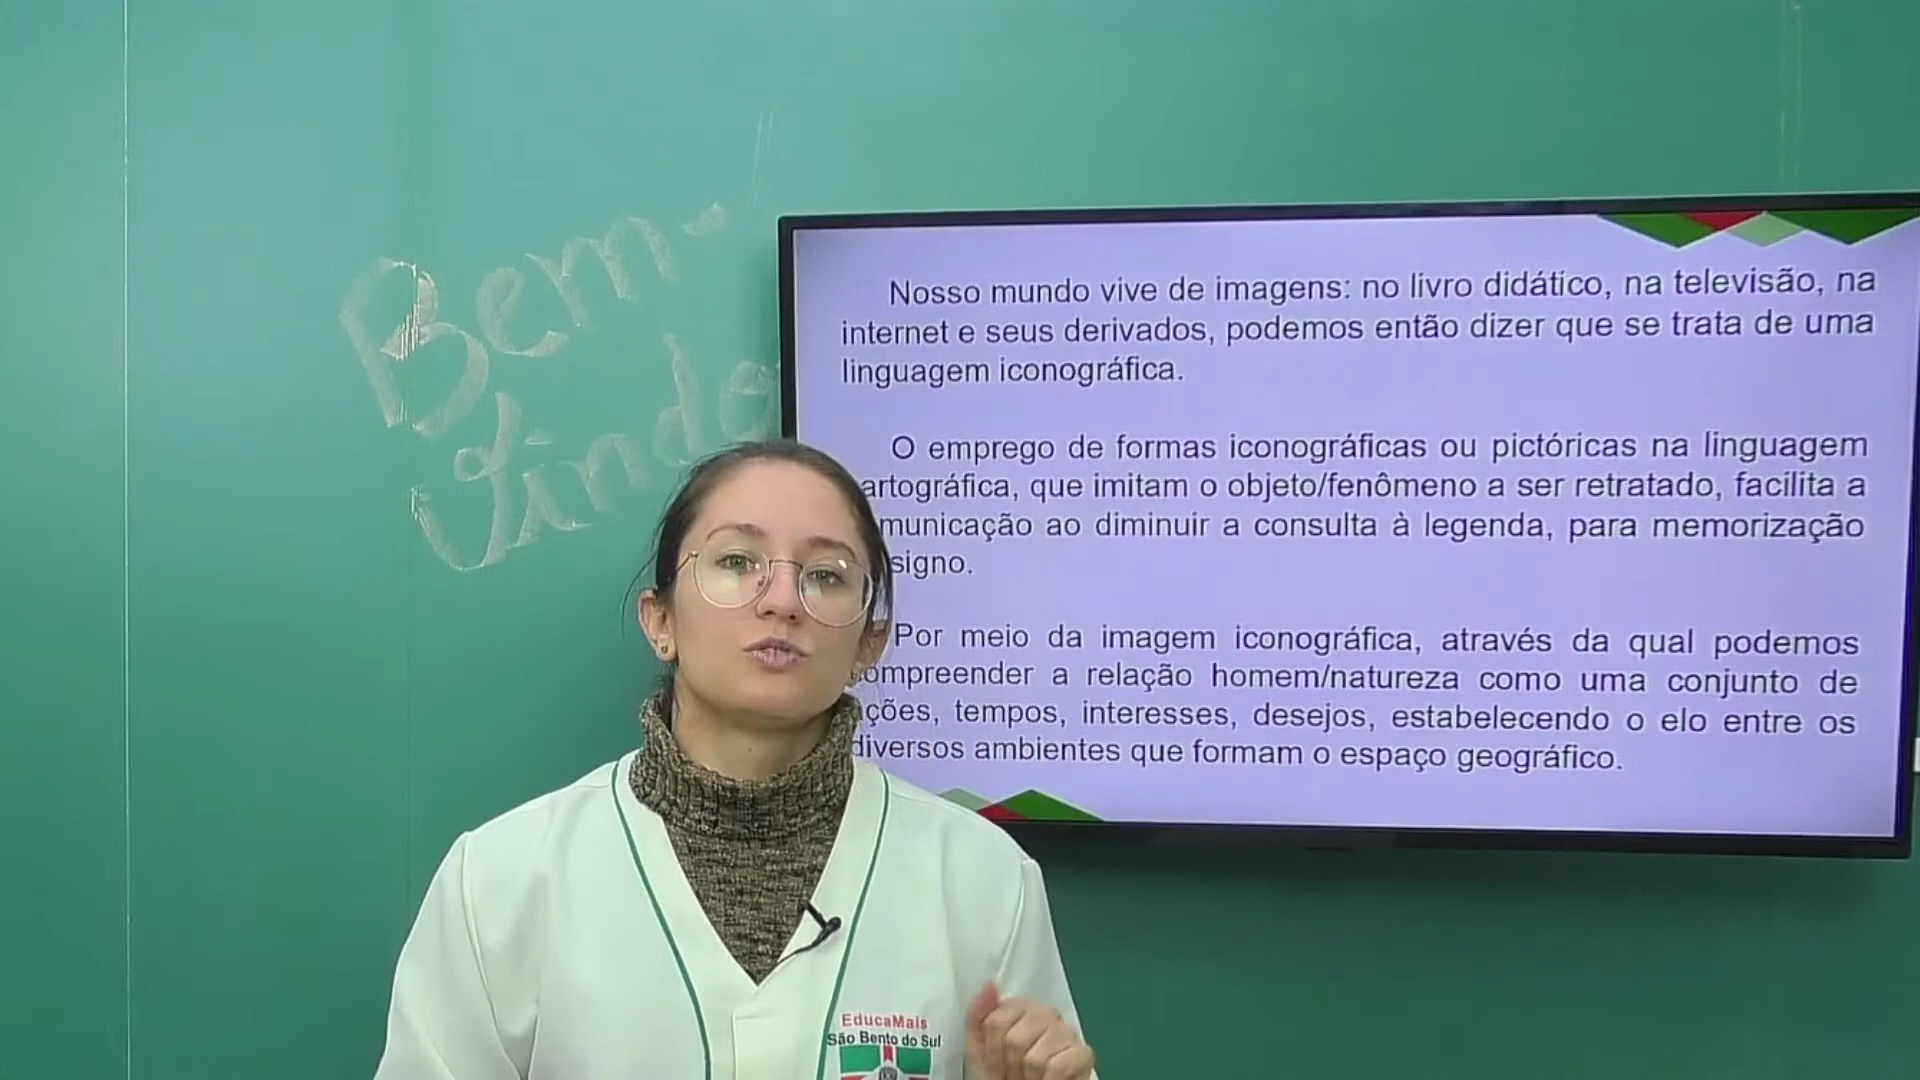 Bem-
Vindo
Nosso mundo vive de imagens: no livro didático, na televisão, na
internet e seus derivados, podemos então dizer que se trata de uma
linguagem iconográfica.
O emprego de formas iconográficas ou pictóricas na linguagem
artográfica, que imitam o objeto/fenômeno a ser retratado, facilita a
municação ao diminuir a consulta à legenda, para memorização
signo.
Por meio da imagem iconográfica, através da qual podemos
ompreender a relação homem/natureza como uma conjunto de
ções, tempos, interesses, desejos, estabelecendo o elo entre os
diversos ambientes que formam o espaço geográfico.
EducaMais
São Bento do Sul